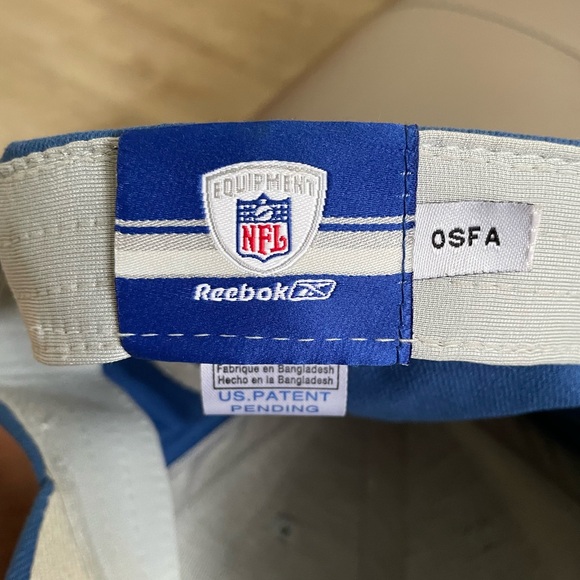 EQUIPMENT
NFL
Reebok
OSFA
Fabrique en Bangladesh
Hecho en la Bangladesh
US.PATENT
PENDING